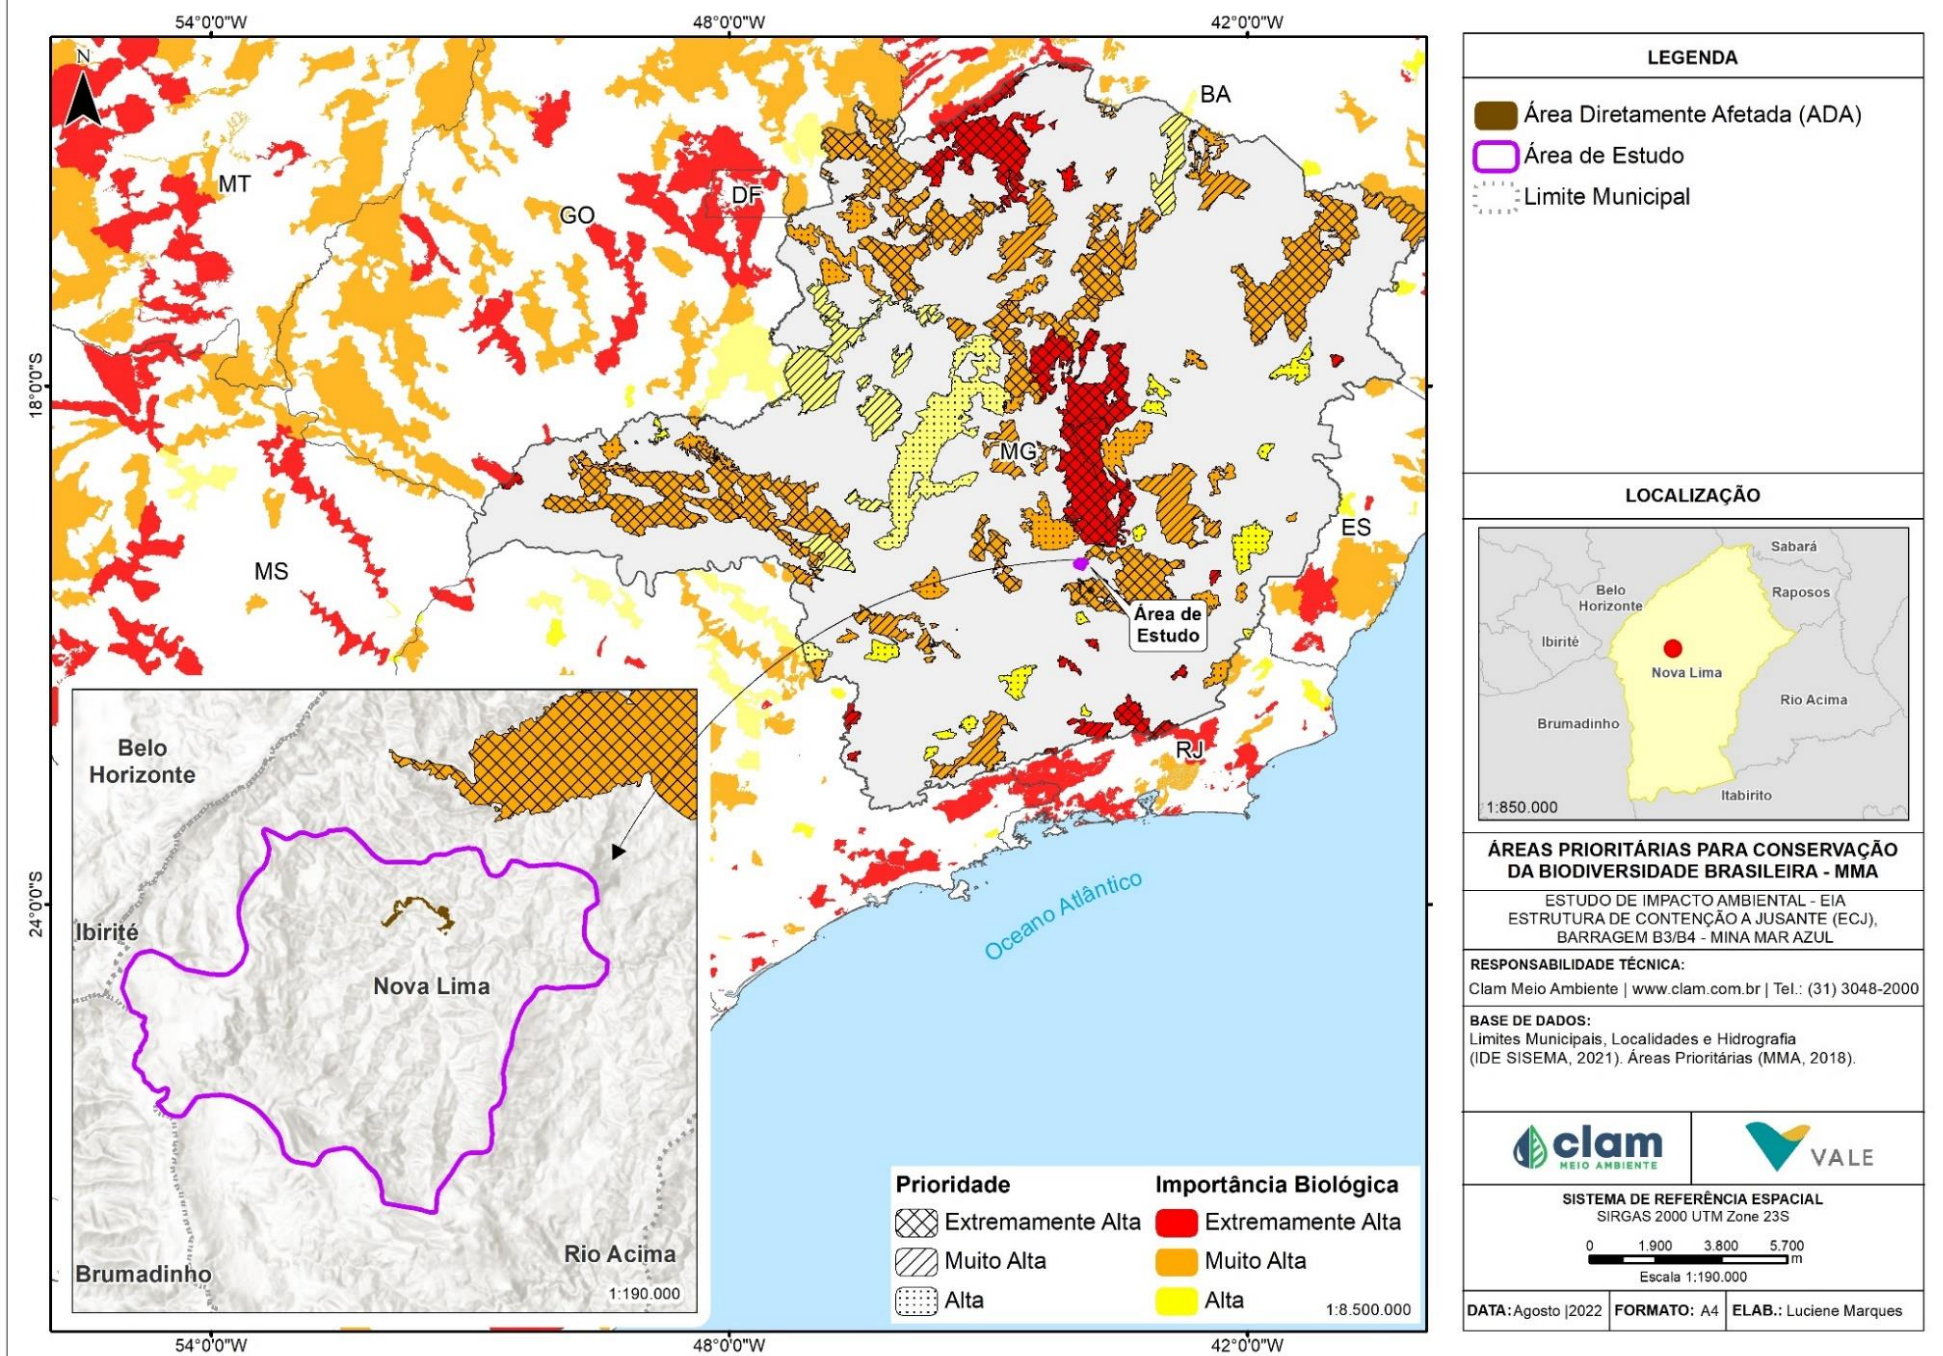 54°0'0"W
48°0'0"W
42°0'0"W
N
BA
MT
GO
DF
18°0'0"S
MG
ES
MS
Área de
Estudo
RJ
24°0'0"S
Oceano Atlântico
Belo
Horizonte
Ibirité
Nova Lima
Brumadinho
Rio Acima
1:190.000
Prioridade
Extremamente Alta
Muito Alta
Alta
Importância Biológica
Extremamente Alta
Muito Alta
Alta
1:8.500.000
54°0'0"W
48°0'0"W
42°0'0"W
LEGENDA
Área Diretamente Afetada (ADA)
Área de Estudo
Limite Municipal
LOCALIZAÇÃO
Sabará
Belo
Horizonte
Raposos
Ibirité
Nova Lima
Rio Acima
Brumadinho
Itabirito
1:850.000
ÁREAS PRIORITÁRIAS PARA CONSERVAÇÃO
DA BIODIVERSIDADE BRASILEIRA - MMA
ESTUDO DE IMPACTO AMBIENTAL - EIA
ESTRUTURA DE CONTENÇÃO A JUSANTE (ECJ),
BARRAGEM B3/B4 - MINA MAR AZUL
RESPONSABILIDADE TÉCNICA:
Clam Meio Ambiente | www.clam.com.br | Tel.: (31) 3048-2000
BASE DE DADOS:
Limites Municipais, Localidades e Hidrografia
(IDE SISEMA, 2021). Áreas Prioritárias (MMA, 2018).
clam
MEIO AMBIENTE
VALE
SISTEMA DE REFERÊNCIA ESPACIAL
SIRGAS 2000 UTM Zone 23S
0 1.900 3.800 5.700
m
Escala 1:190.000
DATA: Agosto |2022 FORMATO: A4 ELAB.: Luciene Marques